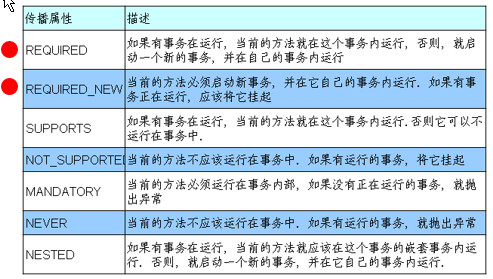 传播属性 描述
REQUIRED 如果有事务在运行, 当前的方法就在这个事务内运行, 否则, 就启
动一个新的事务, 并在自己的事务内运行
REQUIRED_NEW 当前的方法必须启动新事务, 并在它自己的事务内运行. 如果有事
务正在运行, 应该将它挂起
SUPPORTS 如果有事务在运行, 当前的方法就在这个事务内运行. 否则它可以不
运行在事务中.
NOT_SUPPORTED 当前的方法不应该运行在事务中. 如果有运行的事务, 将它挂起
MANDATORY 当前的方法必须运行在事务内部, 如果没有正在运行的事务, 就抛
出异常
NEVER 当前的方法不应该运行在事务中. 如果有运行的事务, 就抛出异常
NESTED 如果有事务在运行, 当前的方法就应该在这个事务的嵌套事务内运
行. 否则, 就启动一个新的事务, 并在它自己的事务内运行.